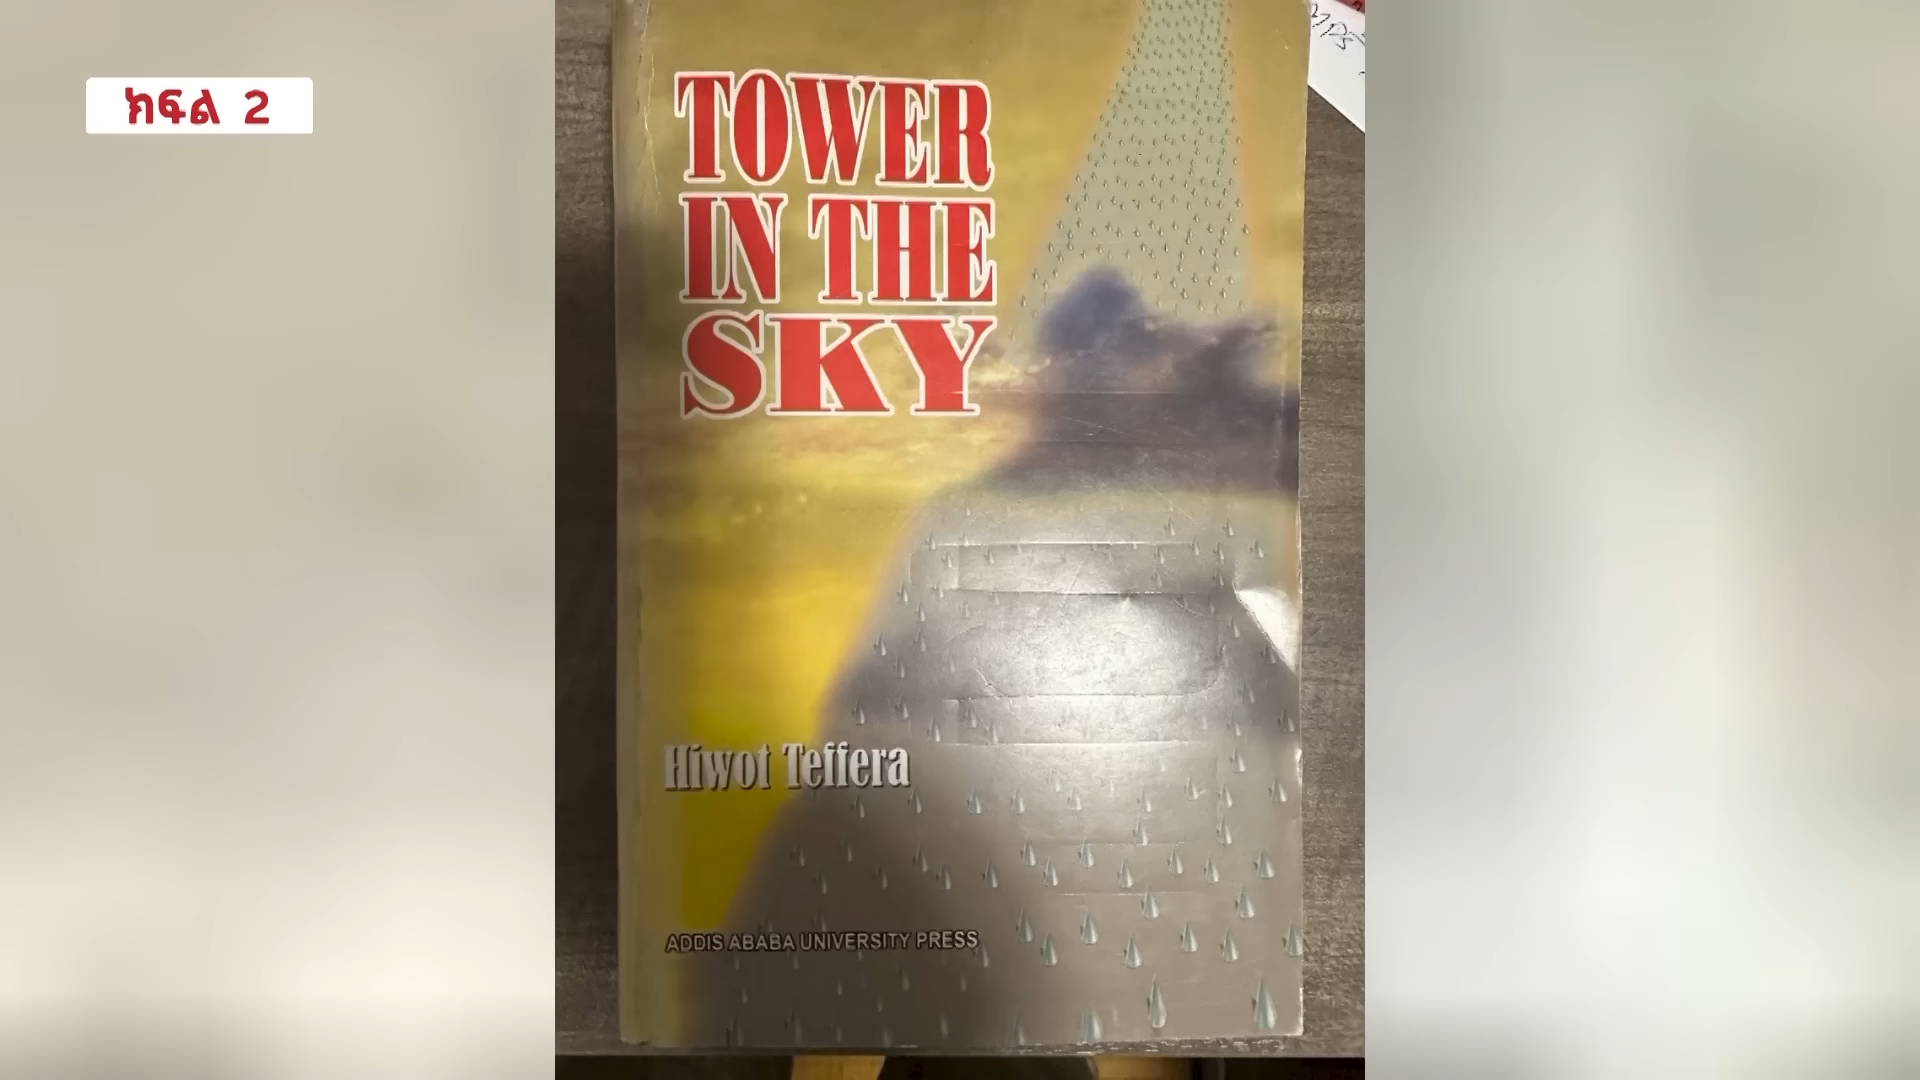 ክፍል 2
TOWER
IN THE
SKY
Hiwot Teffera
ADDIS ABABA UNIVERSITY PRESS